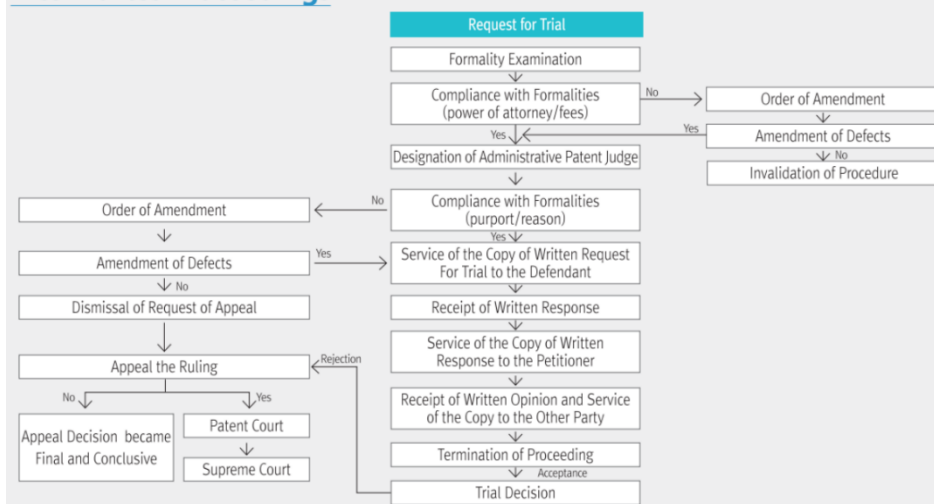 Request for Trial
Formality Examination
Compliance with Formalities
(power of attorney/fees)
No
Order of Amendment
Yes
Yes
Amendment of Defects
Designation of Administrative Patent Judge
No
Invalidation of Procedure
Order of Amendment
No
Compliance with Formalities
(purport/reason)
Yes
Amendment of Defects
Yes
Service of the Copy of Written Request
For Trial to the Defendant
No
Dismissal of Request of Appeal
Receipt of Written Response
Service of the Copy of Written
Response to the Petitioner
Appeal the Ruling
Rejection
No
Yes
Receipt of Written Opinion and Service
of the Copy to the Other Party
Appeal Decision became
Final and Conclusive
Patent Court
Supreme Court
Termination of Proceeding
Acceptance
Trial Decision